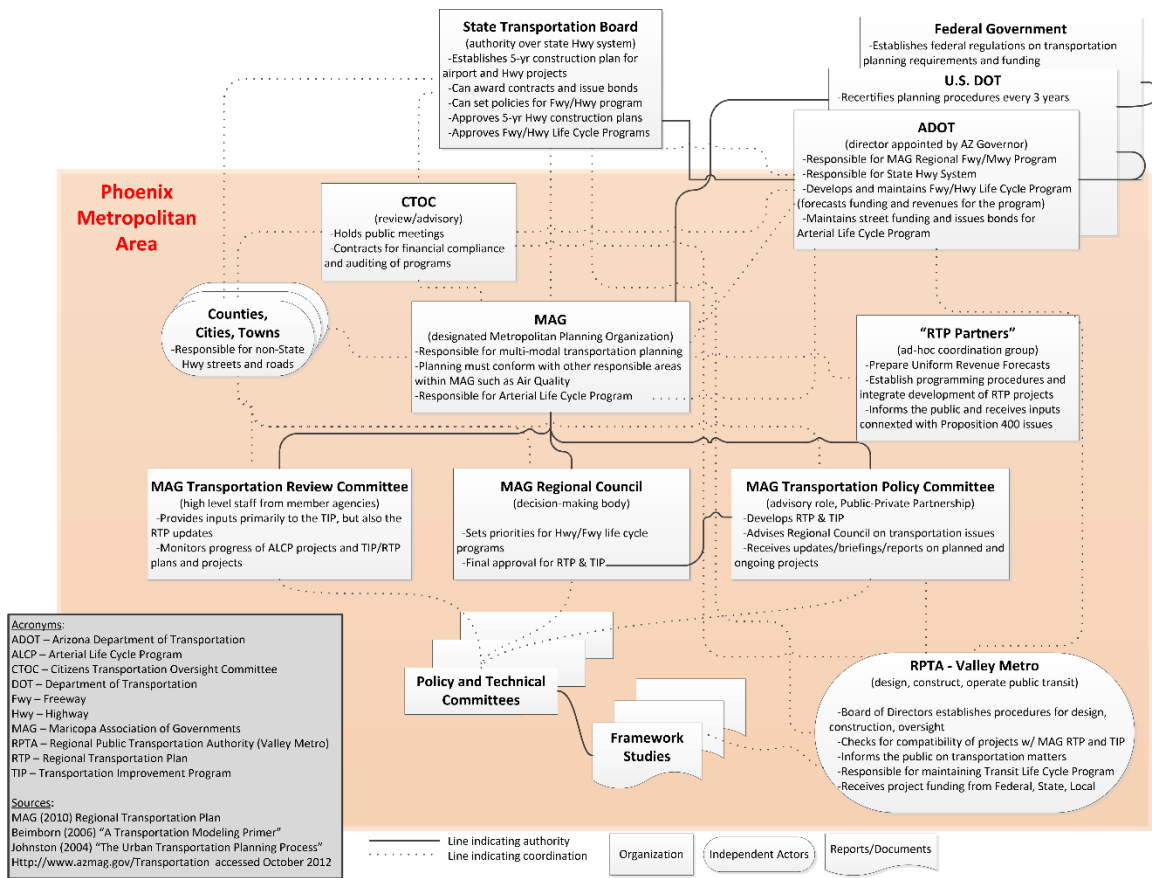 State Transportation Board
(authority over state Hwy system)
-Establishes 5-yr construction plan for
airport and Hwy projects
-Can award contracts and issue bonds
-Can set policies for Fwy/Hwy program
-Approves 5-yr Hwy construction plans
-Approves Fwy/Hwy Life Cycle Programs
Federal Government
-Establishes federal regulations on transportation
planning requirements and funding
U.S. DOT
-Recertifies planning procedures every 3 years
ADOT
(director appointed by AZ Governor)
-Responsible for MAG Regional Fwy/Mwy Program
-Responsible for State Hwy System
-Develops and maintains Fwy/Hwy Life Cycle Program
(forecasts funding and revenues for the program)
-Maintains street funding and issues bonds for
Arterial Life Cycle Program
Phoenix
Metropolitan
Area
CTOC
(review/advisory)
-Holds public meetings
-Contracts for financial compliance
and auditing of programs
Counties,
Cities, Towns
-Responsible for non-State
Hwy streets and roads
MAG
(designated Metropolitan Planning Organization)
-Responsible for multi-modal transportation planning
-Planning must conform with other responsible areas
within MAG such as Air Quality
-Responsible for Arterial Life Cycle Program
"RTP Partners"
(ad-hoc coordination group)
-Prepare Uniform Revenue Forecasts
-Establish programming procedures and
integrate development of RTP projects
-Informs the public and receives inputs
connexted with Proposition 400 issues
MAG Transportation Review Committee
(high level staff from member agencies)
-Provides inputs primarily to the TIP, but also the
RTP updates
-Monitors progress of ALCP projects and TIP/RTP
plans and projects
MAG Regional Council
(decision-making body)
-Sets priorities for Hwy/Fwy life cycle
programs
-Final approval for RTP & TIP
MAG Transportation Policy Committee
(advisory role, Public-Private Partnership)
-Develops RTP & TIP
-Advises Regional Council on transportation issues
-Receives updates/briefings/reports on planned and
ongoing projects
Policy and Technical
Committees
Framework
Studies
RPTA - Valley Metro
(design, construct, operate public transit)
-Board of Directors establishes procedures for design,
construction, oversight
-Checks for compatibility of projects w/ MAG RTP and TIP
-Informs the public on transportation matters
-Responsible for maintaining Transit Life Cycle Program
-Receives project funding from Federal, State, Local
Acronyms:
ADOT – Arizona Department of Transportation
ALCP – Arterial Life Cycle Program
CTOC – Citizens Transportation Oversight Committee
DOT – Department of Transportation
Fwy – Freeway
Hwy – Highway
MAG – Maricopa Association of Governments
RPTA – Regional Public Transportation Authority (Valley Metro)
RTP – Regional Transportation Plan
TIP – Transportation Improvement Program
Sources:
MAG (2010) Regional Transportation Plan
Beimborn (2006) "A Transportation Modeling Primer"
Johnston (2004) "The Urban Transportation Planning Process"
Http://www.azmag.gov/Transportation accessed October 2012
Line indicating authority
Line indicating coordination
Organization
Independent Actors
Reports/Documents